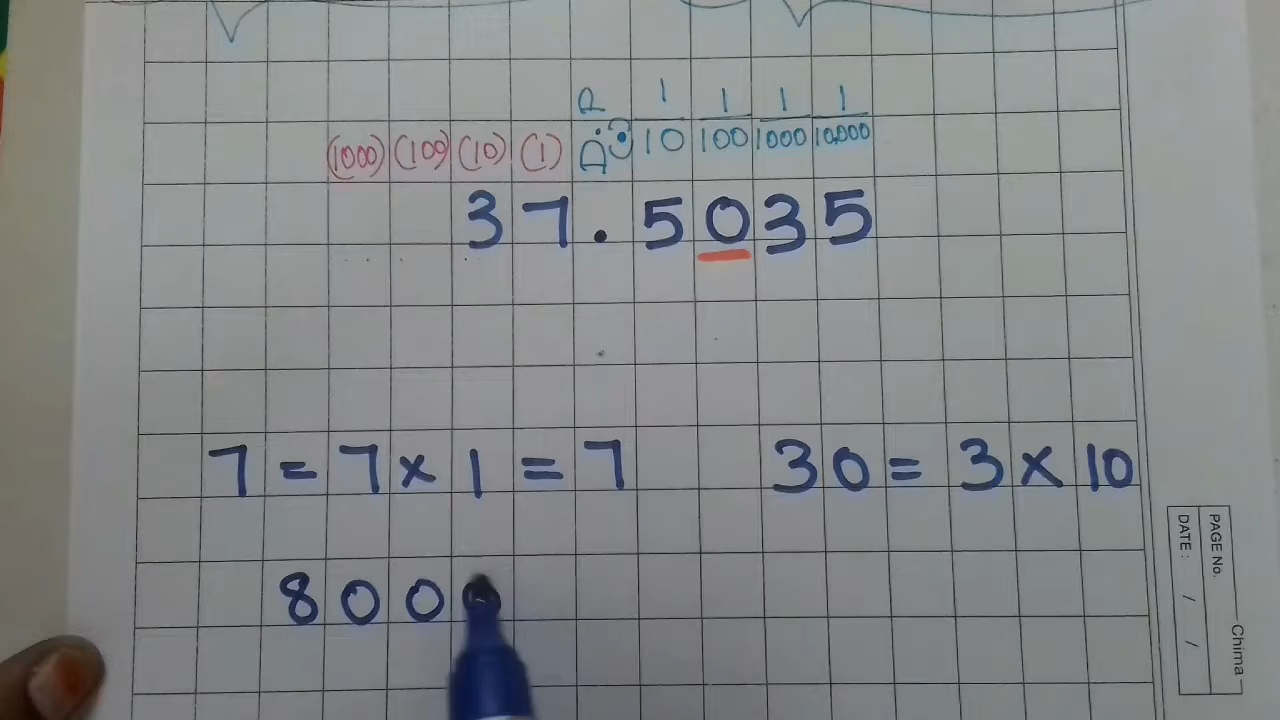 1/10 1/100 1/1000 1/10,000
(1000) (100) (10) (1)
37.5035
7 = 7 × 1 = 7 30 = 3 × 10
800
PAGE No.
DATE : / /
Chima